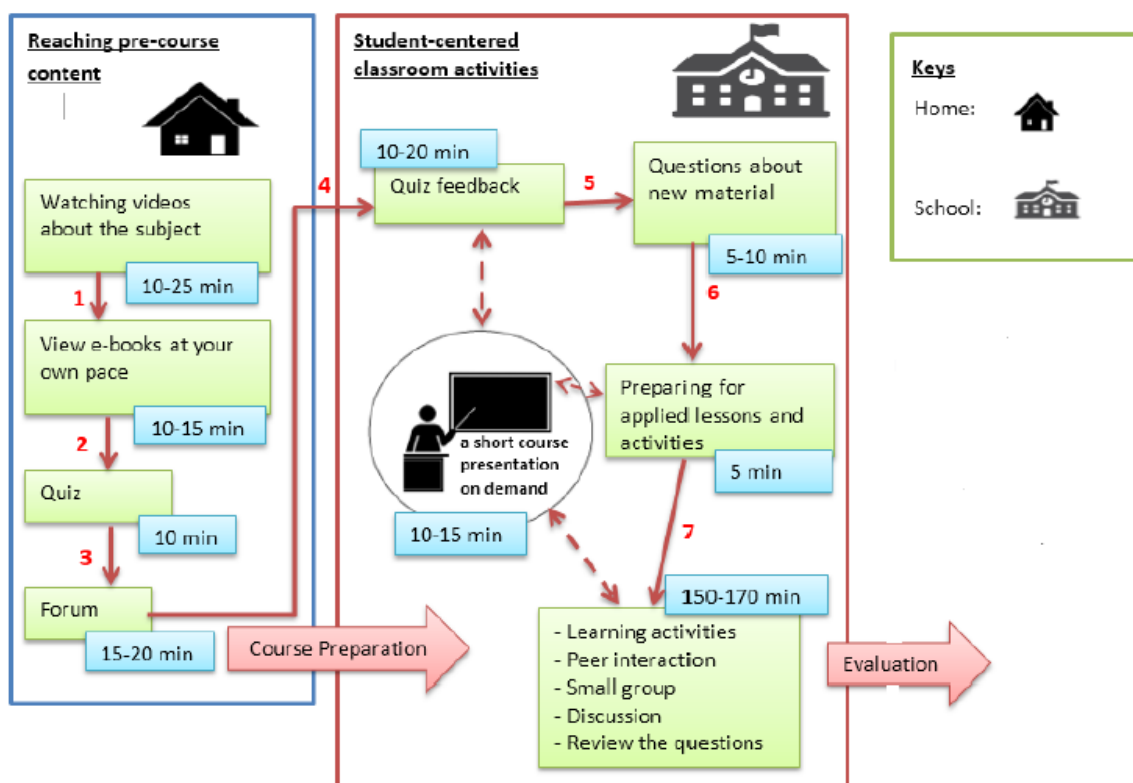 Reaching pre-course
content
Watching videos
about the subject
10-25 min
1
View e-books at your
own pace
10-15 min
2
Quiz
10 min
3
Forum
15-20 min
Course Preparation
4
Student-centered
classroom activities
10-20 min
Quiz feedback
5
Questions about
new material
5-10 min
6
a short course
presentation
on demand
10-15 min
Preparing for
applied lessons and
activities
5 min
7
150-170 min
- Learning activities
- Peer interaction
- Small group
- Discussion
- Review the questions
Evaluation
Keys
Home:
School: